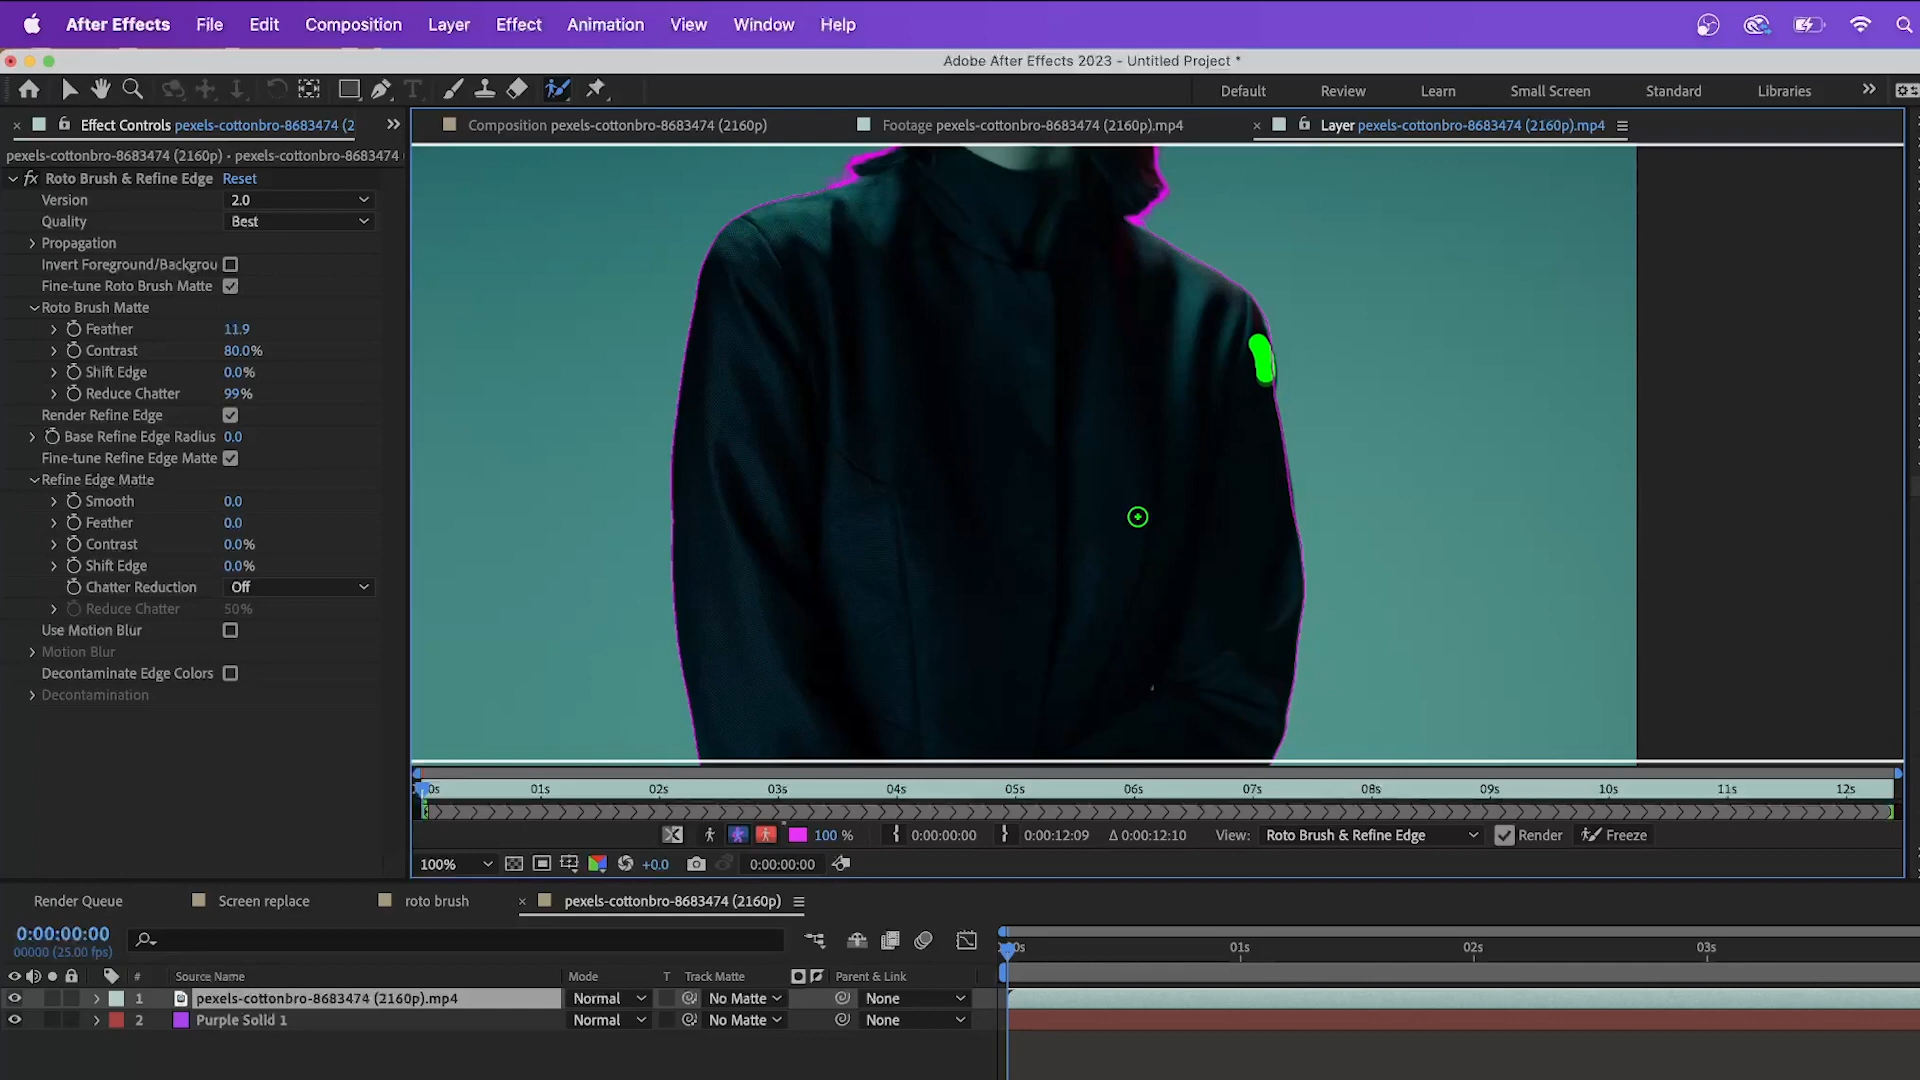 After Effects File Edit Composition Layer Effect Animation View Window Help
Adobe After Effects 2023 - Untitled Project *
Default Review Learn Small Screen Standard Libraries
Effect Controls pexels-cottonbro-8683474 (2
Composition pexels-cottonbro-8683474 (2160p)
Footage pexels-cottonbro-8683474 (2160p).mp4
Layer pexels-cottonbro-8683474 (2160p).mp4
pexels-cottonbro-8683474 (2160p) • pexels-cottonbro-8683474
fx Roto Brush & Refine Edge Reset
Version 2.0
Quality Best
Propagation
Invert Foreground/Backgrou
Fine-tune Roto Brush Matte
Roto Brush Matte
Feather 11.9
Contrast 80.0%
Shift Edge 0.0%
Reduce Chatter 99%
Render Refine Edge
Base Refine Edge Radius 0.0
Fine-tune Refine Edge Matte
Refine Edge Matte
Smooth 0.0
Feather 0.0
Contrast 0.0%
Shift Edge 0.0%
Chatter Reduction Off
Reduce Chatter 50%
Use Motion Blur
Motion Blur
Decontaminate Edge Colors
Decontamination
0s 01s 02s 03s 04s 05s 06s 07s 08s 09s 10s 11s 12s
100 % 0:00:00:00 0:00:12:09 Δ 0:00:12:10 View: Roto Brush & Refine Edge Render Freeze
100% +0.0 0:00:00:00
Render Queue Screen replace roto brush pexels-cottonbro-8683474 (2160p)
0:00:00:00
00000 (25.00 fps)
0s 01s 02s 03s
# Source Name Mode T Track Matte Parent & Link
1 pexels-cottonbro-8683474 (2160p).mp4 Normal No Matte None
2 Purple Solid 1 Normal No Matte None